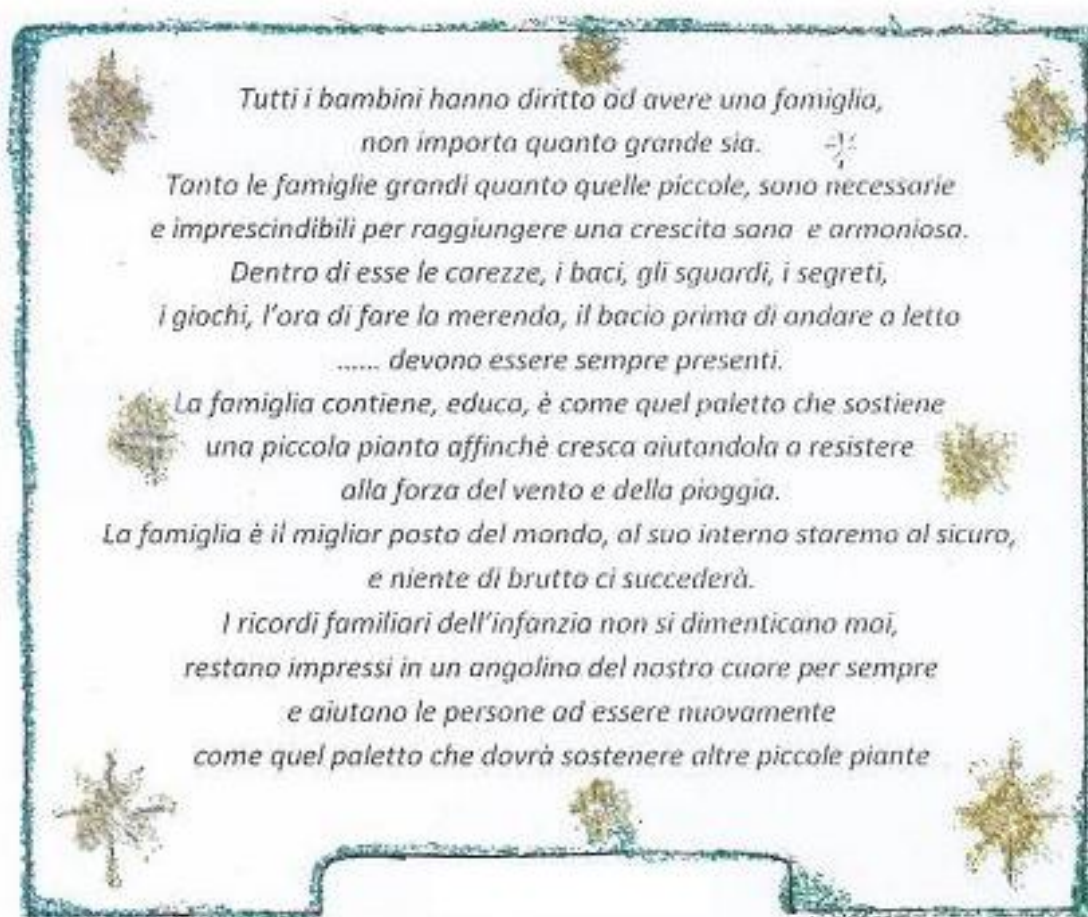 Tutti i bambini hanno diritto ad avere una famiglia,
non importa quanto grande sia.
Tanto le famiglie grandi quanto quelle piccole, sono necessarie
e imprescindibili per raggiungere una crescita sana e armoniosa.
Dentro di esse le carezze, i baci, gli sguardi, i segreti,
i giochi, l'ora di fare la merenda, il bacio prima di andare a letto
...... devono essere sempre presenti.
La famiglia contiene, educa, è come quel paletto che sostiene
una piccola pianta affinchè cresca aiutandola a resistere
alla forza del vento e della pioggia.
La famiglia è il miglior posto del mondo, al suo interno staremo al sicuro,
e niente di brutto ci succederà.
I ricordi familiari dell'infanzia non si dimenticano mai,
restano impressi in un angolino del nostro cuore per sempre
e aiutano le persone ad essere nuovamente
come quel paletto che dovrà sostenere altre piccole piante